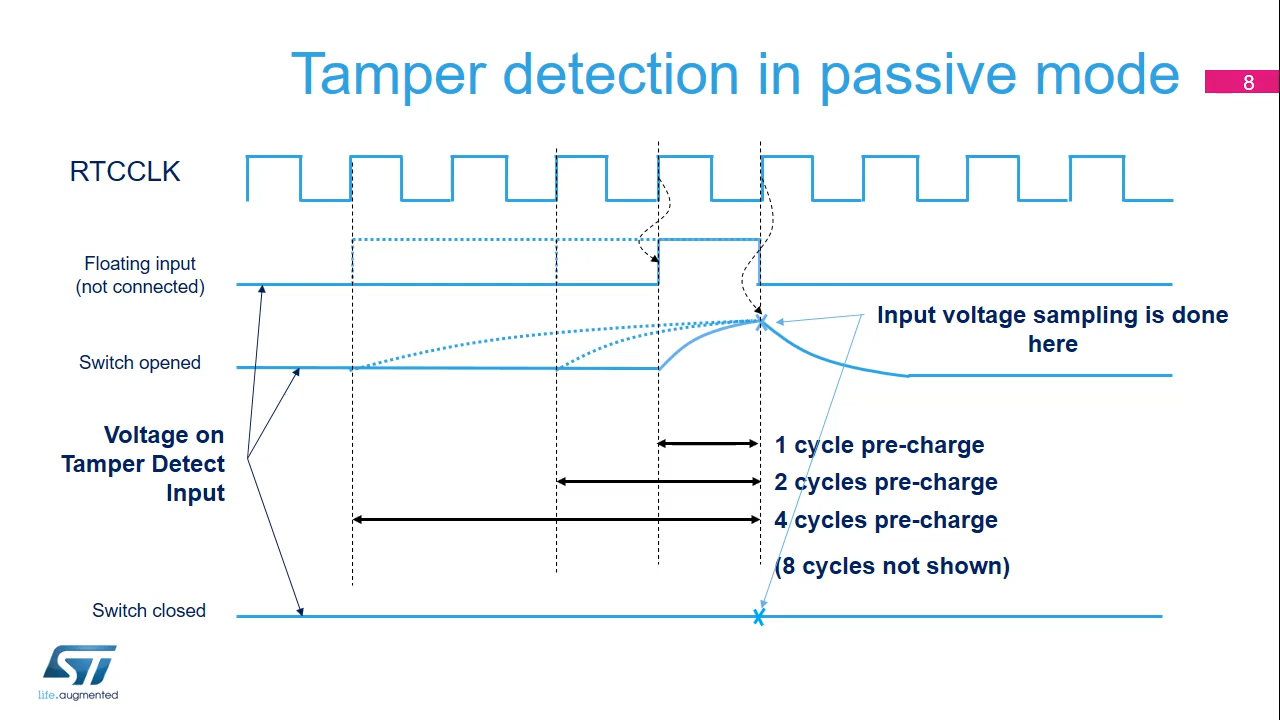 Tamper detection in passive mode
8
RTCCLK
Floating input
(not connected)
Switch opened
Input voltage sampling is done
here
Voltage on
Tamper Detect
Input
1 cycle pre-charge
2 cycles pre-charge
4 cycles pre-charge
(8 cycles not shown)
Switch closed
ST
life.augmented